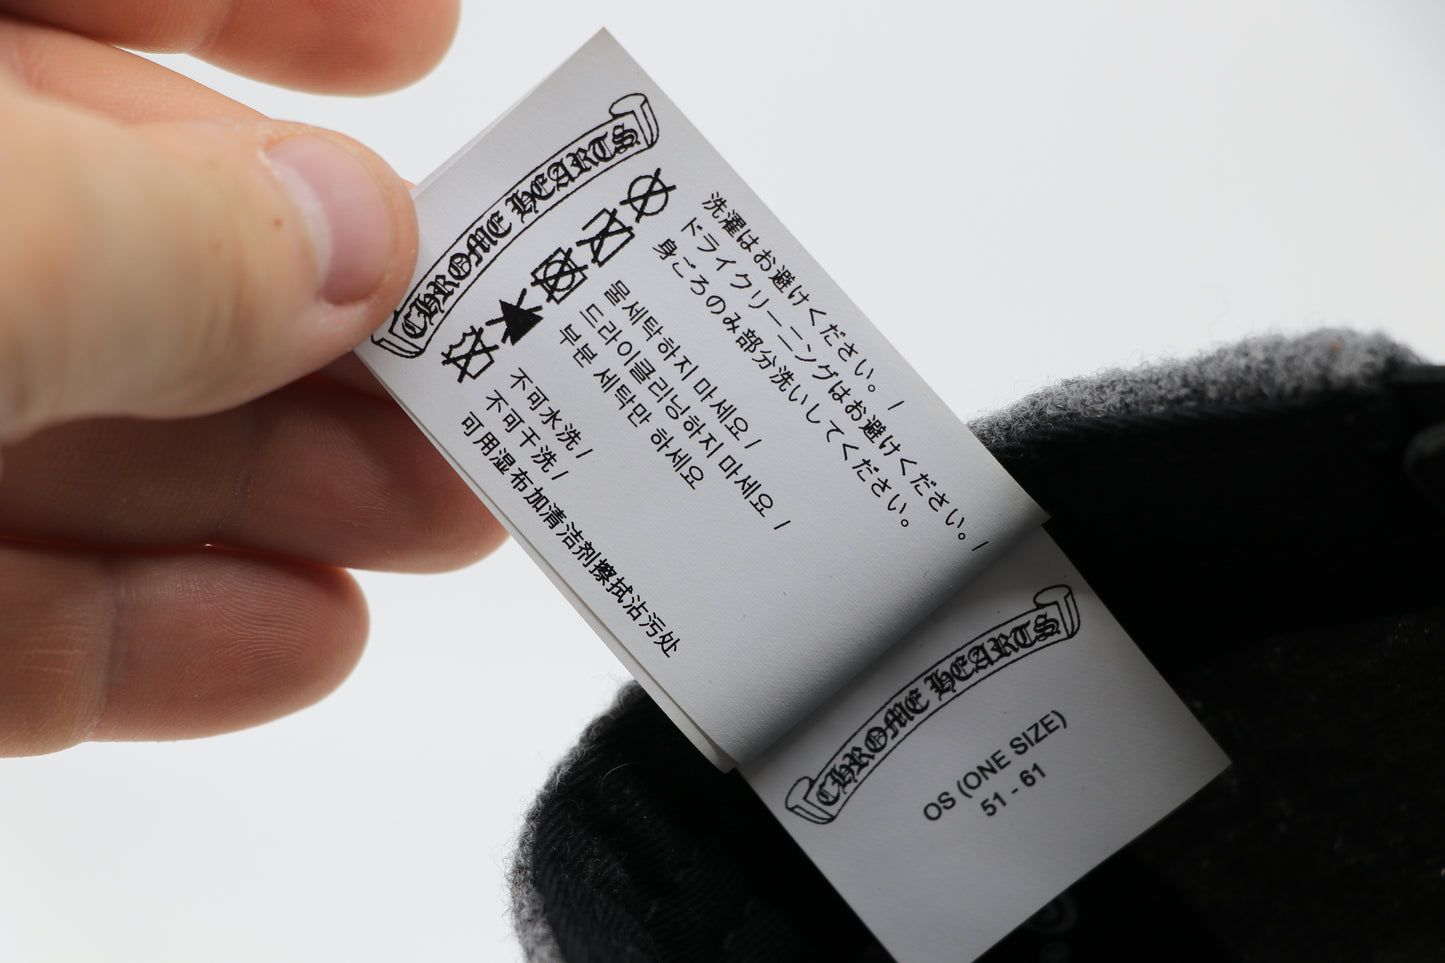 CHROME HEARTS
洗濯はお避けください。 /
ドライクリーニングはお避けください。 /
身ごろのみ部分洗いしてください。
물세탁하지 마세요 /
드라이클리닝하지 마세요 /
부분 세탁만 하세요
不可水洗 /
不可干洗 /
可用湿布加清洁剂擦拭沾污处
CHROME HEARTS
OS (ONE SIZE)
51 - 61